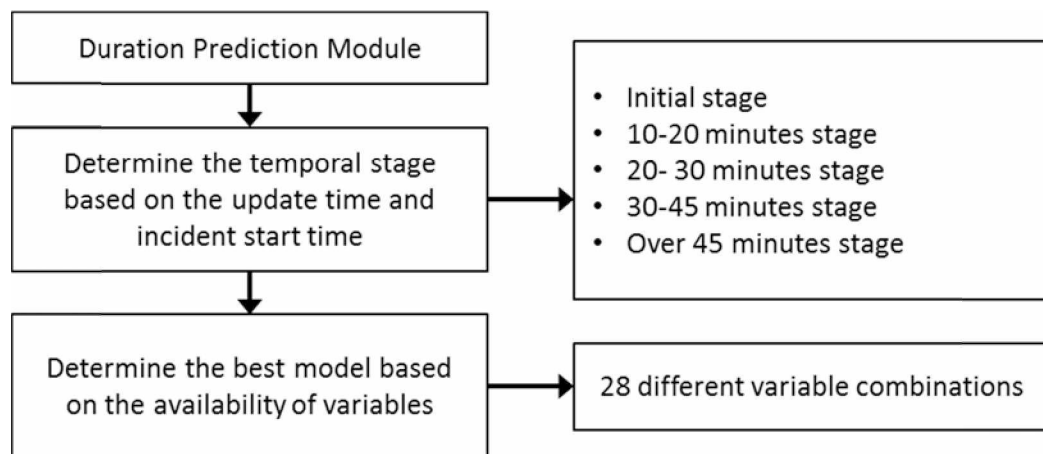 Duration Prediction Module
Determine the temporal stage
based on the update time and
incident start time
• Initial stage
• 10-20 minutes stage
• 20- 30 minutes stage
• 30-45 minutes stage
• Over 45 minutes stage
Determine the best model based
on the availability of variables
28 different variable combinations